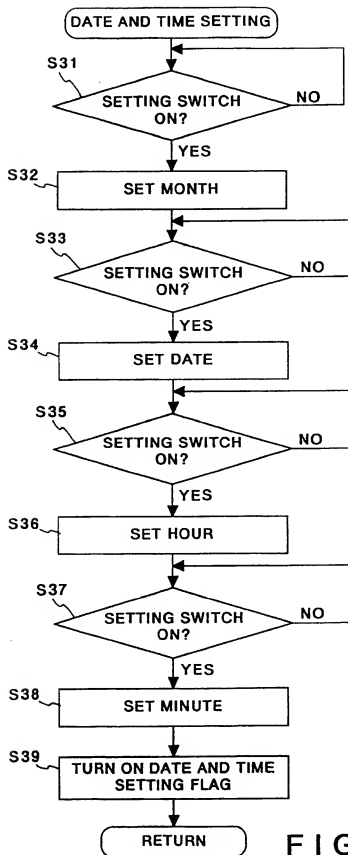 DATE AND TIME SETTING
S31
SETTING SWITCH
ON?
NO
YES
S32
SET MONTH
S33
SETTING SWITCH
ON?
NO
YES
S34
SET DATE
S35
SETTING SWITCH
ON?
NO
YES
S36
SET HOUR
S37
SETTING SWITCH
ON?
NO
YES
S38
SET MINUTE
S39
TURN ON DATE AND TIME
SETTING FLAG
RETURN
FIG